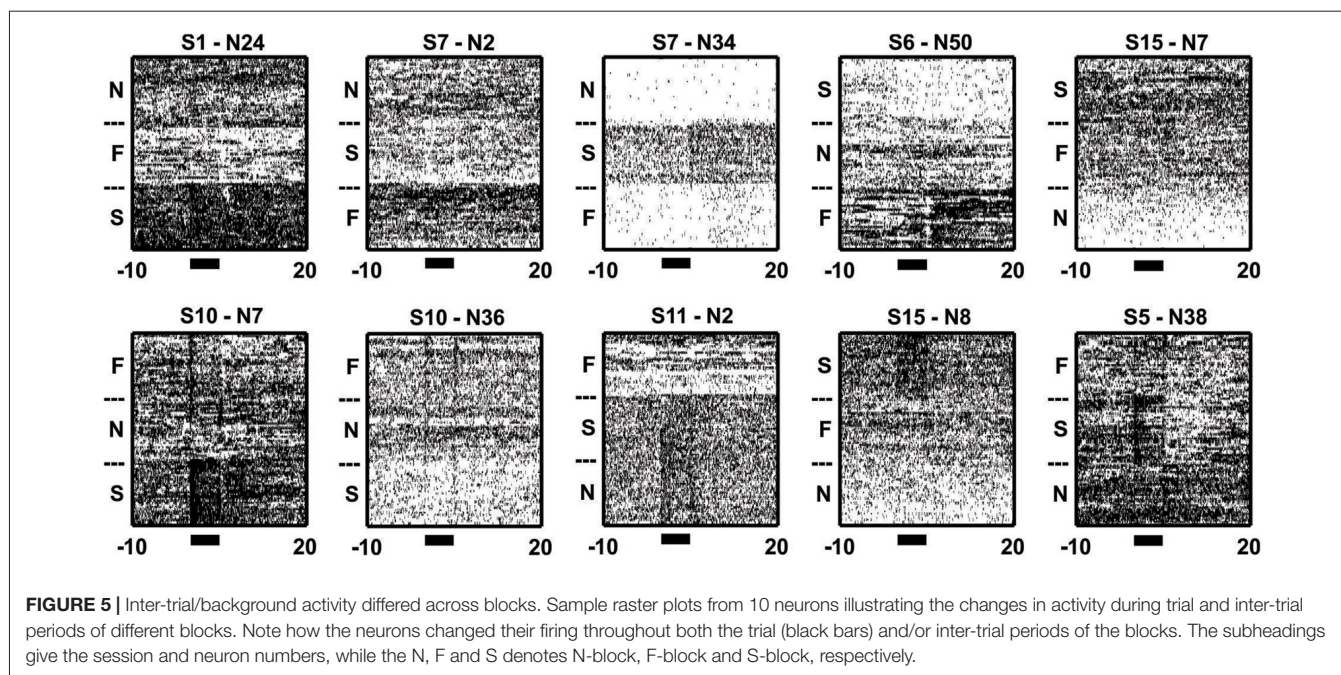 S1 - N24 S7 - N2 S7 - N34 S6 - N50 S15 - N7
N N N S S
--- --- --- --- ---
F S S N F
--- --- --- --- ---
S F F F N
-10 20 -10 20 -10 20 -10 20 -10 20
S10 - N7 S10 - N36 S11 - N2 S15 - N8 S5 - N38
F F F S F
--- --- --- --- ---
N N S F S
--- --- --- --- ---
S S N N N
-10 20 -10 20 -10 20 -10 20 -10 20
FIGURE 5 | Inter-trial/background activity differed across blocks. Sample raster plots from 10 neurons illustrating the changes in activity during trial and inter-trial
periods of different blocks. Note how the neurons changed their firing throughout both the trial (black bars) and/or inter-trial periods of the blocks. The subheadings
give the session and neuron numbers, while the N, F and S denotes N-block, F-block and S-block, respectively.